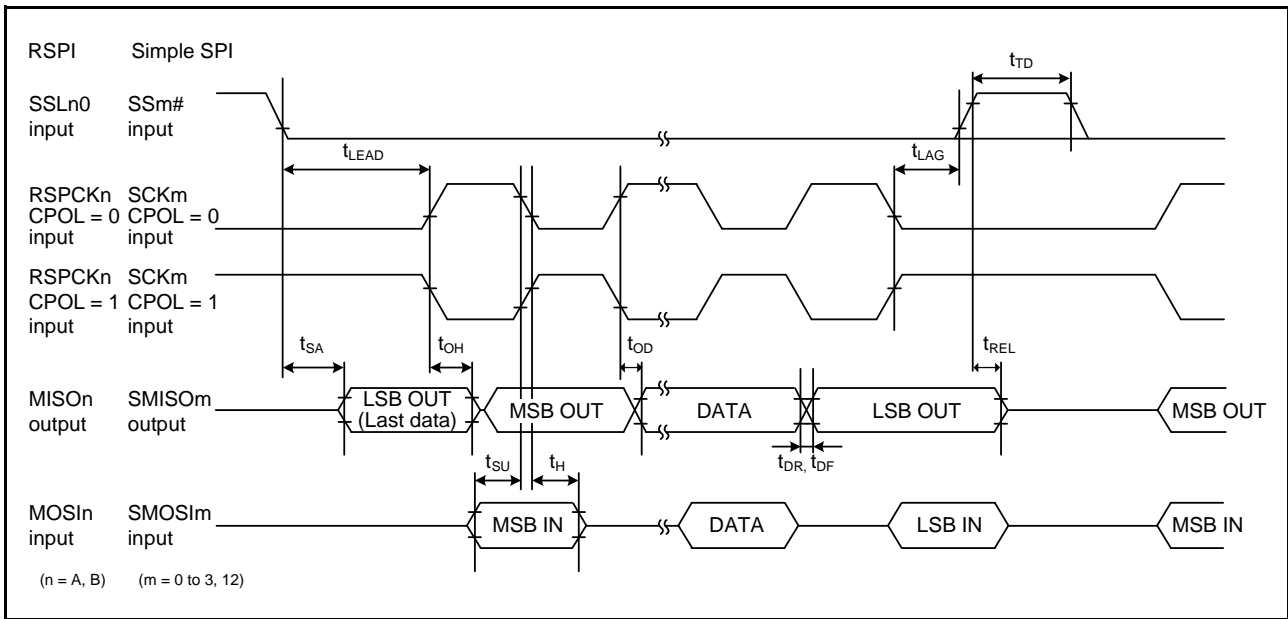 RSPI Simple SPI
tTD
SSLn0 SSm#
input input
tLEAD
tLAG
RSPCKn SCKm
CPOL = 0 CPOL = 0
input input
RSPCKn SCKm
CPOL = 1 CPOL = 1
input input
tSA tOH tOD tREL
MISOn SMISOm
output output
LSB OUT
(Last data)
MSB OUT DATA LSB OUT MSB OUT
tSU tH tDR, tDF
MOSIn SMOSIm
input input
MSB IN DATA LSB IN MSB IN
(n = A, B) (m = 0 to 3, 12)